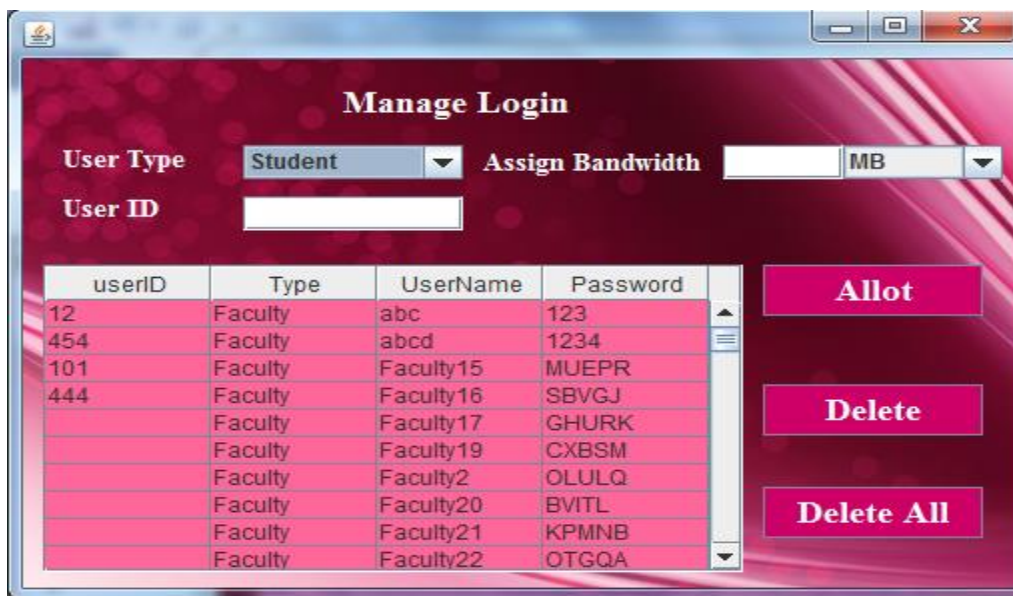 Manage Login
User Type Student Assign Bandwidth MB
User ID
userID Type UserName Password
12 Faculty abc 123
454 Faculty abcd 1234
101 Faculty Faculty15 MUEPR
444 Faculty Faculty16 SBVGJ
Faculty Faculty17 GHURK
Faculty Faculty19 CXBSM
Faculty Faculty2 OLULQ
Faculty Faculty20 BVITL
Faculty Faculty21 KPMNB
Faculty Faculty22 OTGQA
Allot
Delete
Delete All